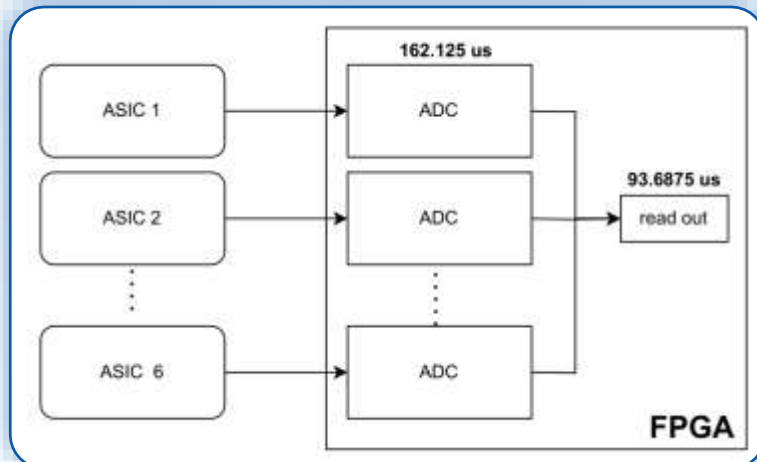 162.125 us
ASIC 1
ADC
93.6875 us
ASIC 2
ADC
read out
ASIC 6
ADC
FPGA